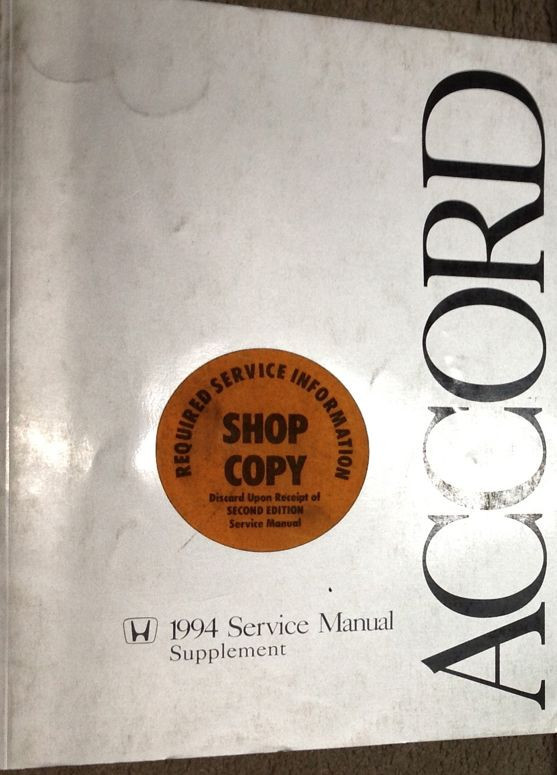 ACCORD
REQUIRED SERVICE INFORMATION
SHOP
COPY
Discard Upon Receipt of
SECOND EDITION
Service Manual
1994 Service Manual
Supplement